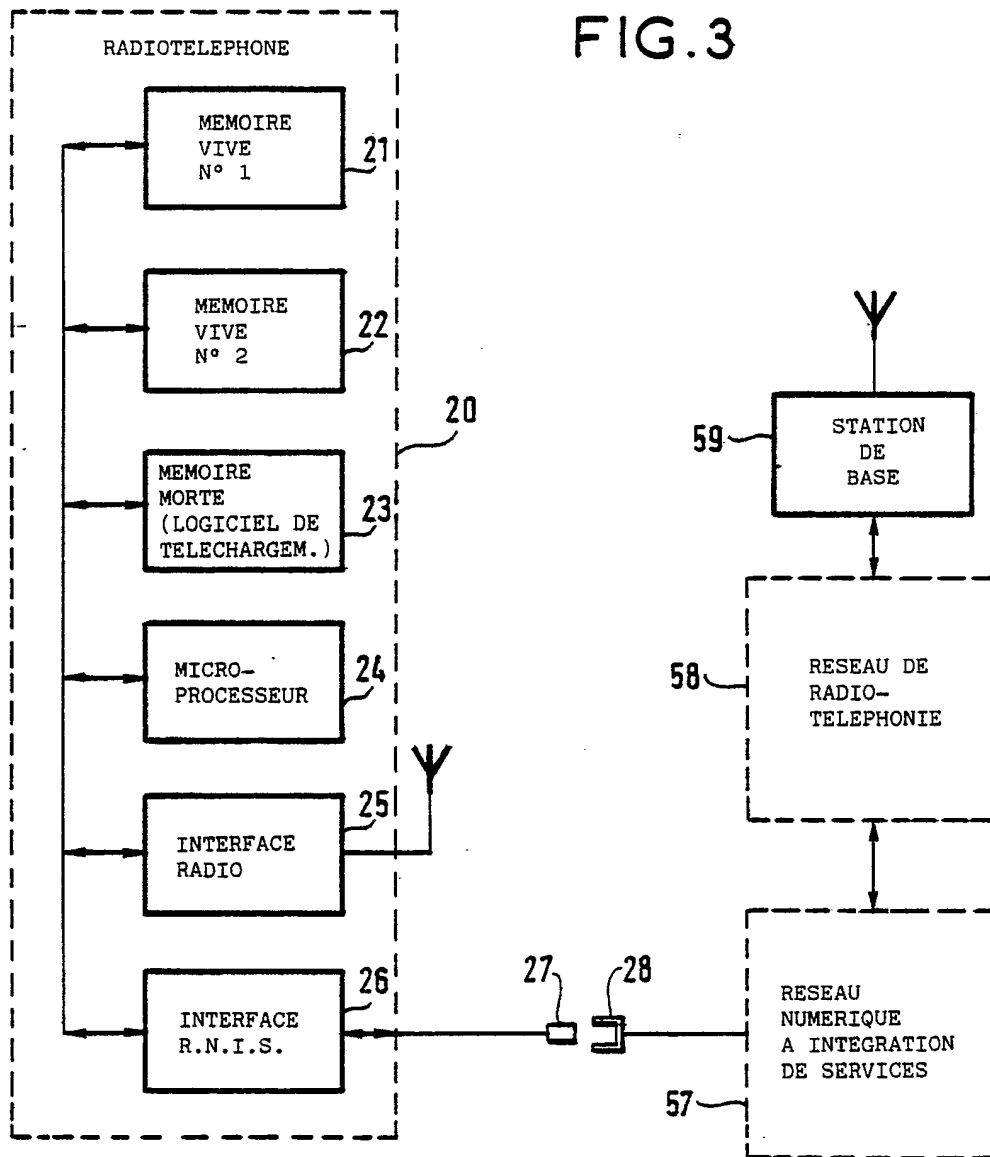 FIG.3
RADIOTELEPHONE
MEMOIRE
VIVE
N° 1
21
MEMOIRE
VIVE
N° 2
22
20
MEMOIRE
MORTE
(LOGICIEL DE
TELECHARGEM.)
23
MICRO-
PROCESSEUR
24
INTERFACE
RADIO
25
INTERFACE
R.N.I.S.
26
27
28
59
STATION
DE
BASE
58
RESEAU DE
RADIO-
TELEPHONIE
RESEAU
NUMERIQUE
A INTEGRATION
DE SERVICES
57